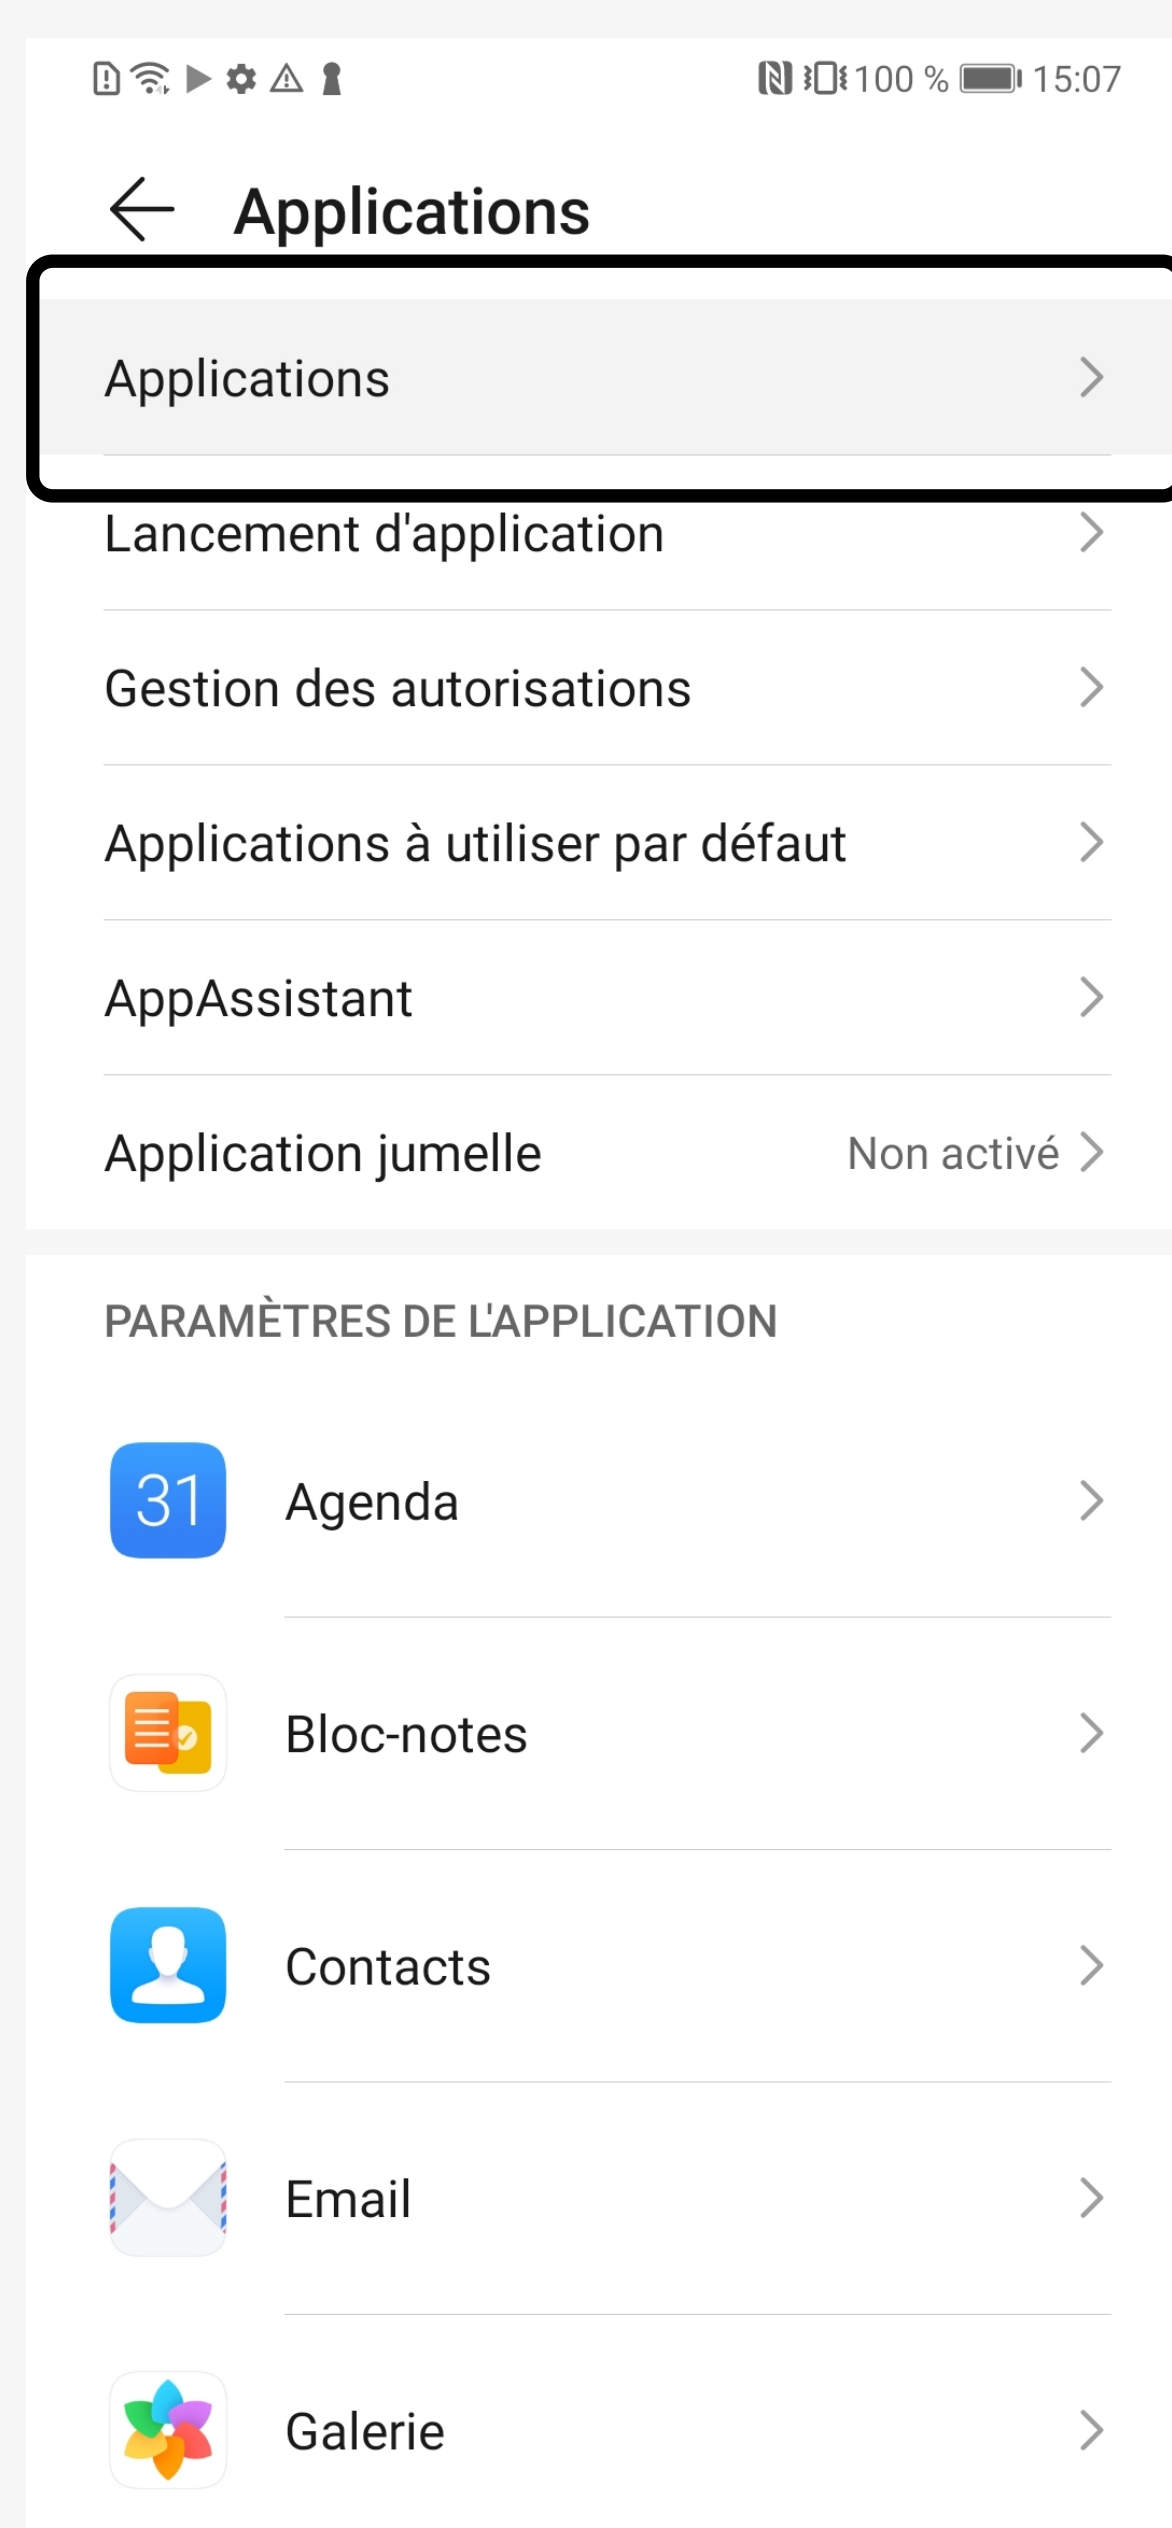 100 % 15:07
Applications
Applications
Lancement d'application
Gestion des autorisations
Applications à utiliser par défaut
AppAssistant
Application jumelle Non activé
PARAMÈTRES DE L'APPLICATION
31 Agenda
Bloc-notes
Contacts
Email
Galerie